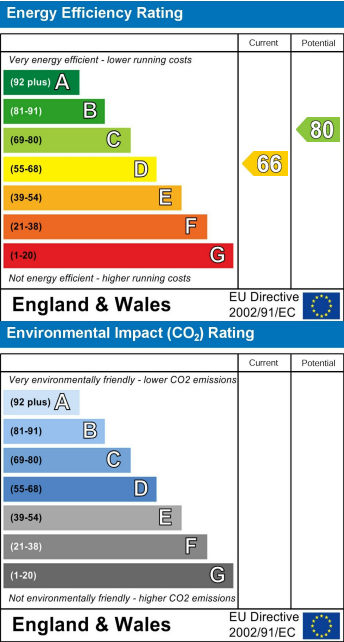 Energy Efficiency Rating
Current Potential
Very energy efficient - lower running costs
(92 plus) A
(81-91) B
(69-80) C
(55-68) D
(39-54) E
(21-38) F
(1-20) G
66
80
Not energy efficient - higher running costs
England & Wales
EU Directive
2002/91/EC
Environmental Impact (CO₂) Rating
Current Potential
Very environmentally friendly - lower CO2 emissions
(92 plus) A
(81-91) B
(69-80) C
(55-68) D
(39-54) E
(21-38) F
(1-20) G
Not environmentally friendly - higher CO2 emissions
England & Wales
EU Directive
2002/91/EC